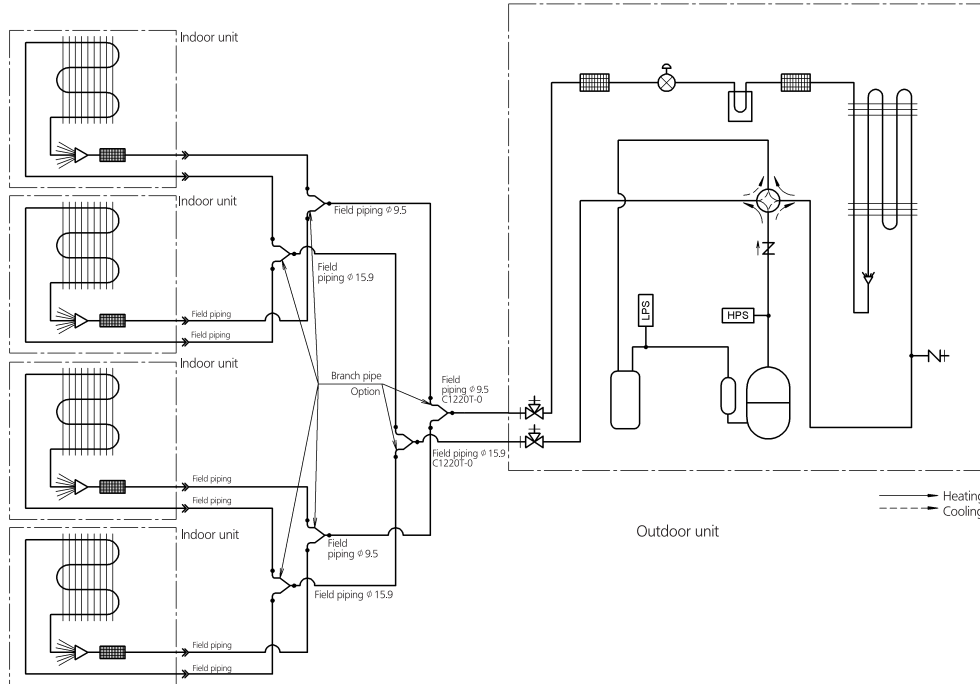 Indoor unit
Indoor unit
Field piping ϕ 9.5
Field
piping ϕ 15.9
Field piping
Field piping
LPS
HPS
Indoor unit
Branch pipe
Option
Field
piping ϕ 9.5
C1220T-0
Field piping ϕ 15.9
C1220T-0
Field piping
Field piping
Heating
Cooling
Outdoor unit
Indoor unit
Field
piping ϕ 9.5
Field piping ϕ 15.9
Field piping
Field piping